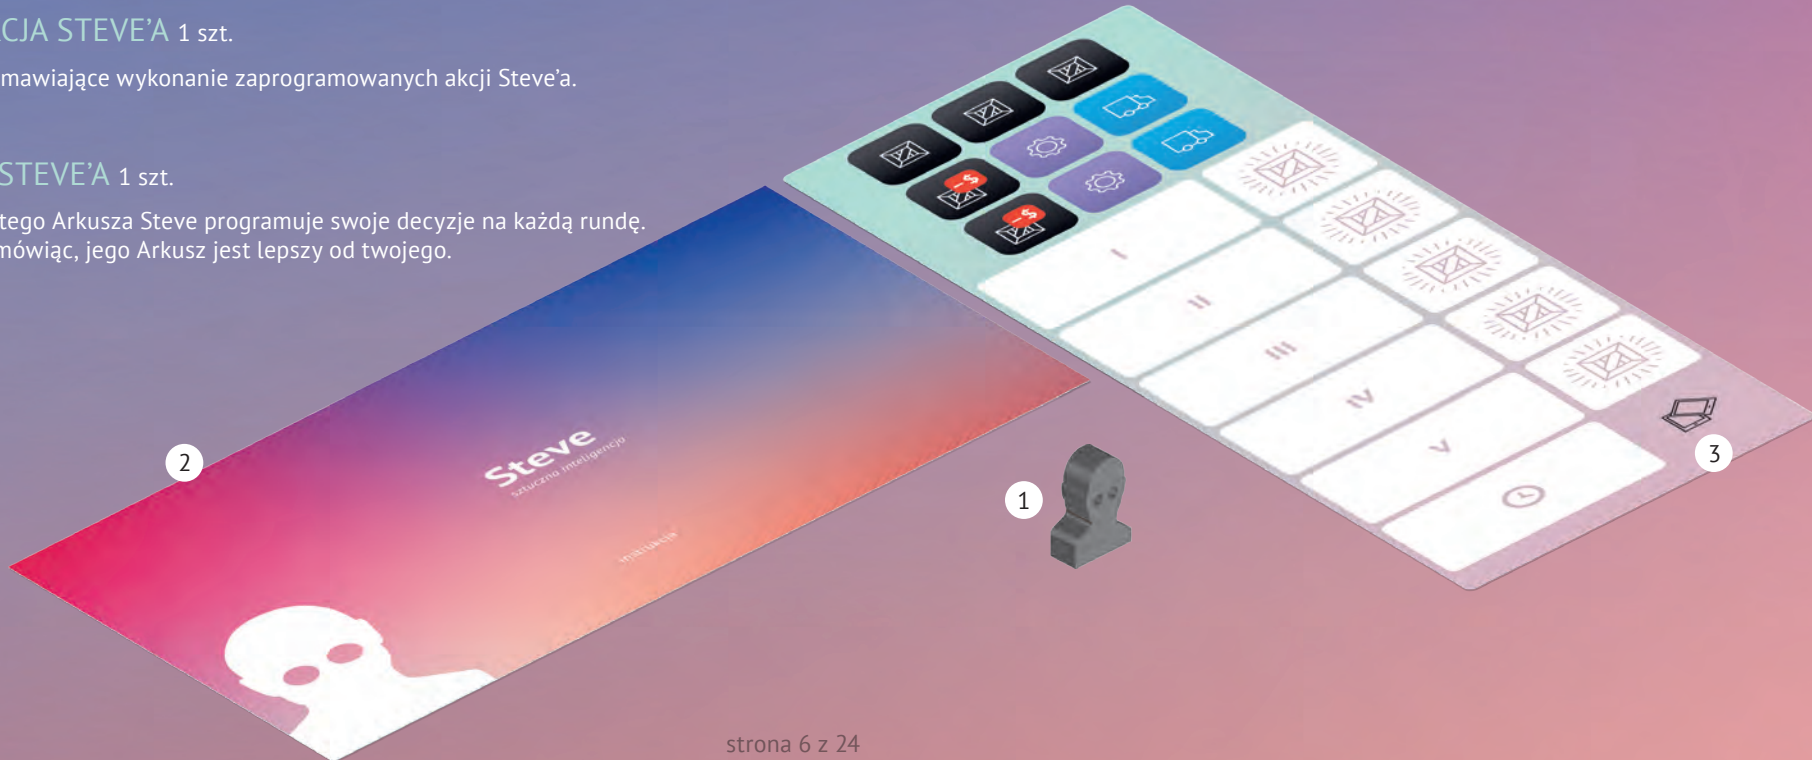 CJA STEVE'A 1 szt.
mawiające wykonanie zaprogramowanych akcji Steve'a.
STEVE'A 1 szt.
tego Arkusza Steve programuje swoje decyzje na każdą rundę.
mówiąc, jego Arkusz jest lepszy od twojego.
I
II
III
IV
V
2
Steve
sztuczna inteligencja
instrukcja
1
3
strona 6 z 24